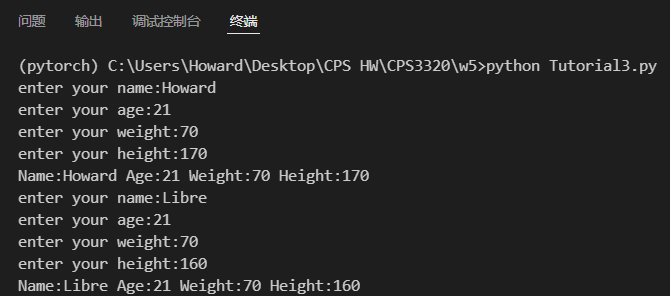 问题 输出 调试控制台 终端
(pytorch) C:\Users\Howard\Desktop\CPS HW\CPS3320\w5>python Tutorial3.py
enter your name:Howard
enter your age:21
enter your weight:70
enter your height:170
Name:Howard Age:21 Weight:70 Height:170
enter your name:Libre
enter your age:21
enter your weight:70
enter your height:160
Name:Libre Age:21 Weight:70 Height:160